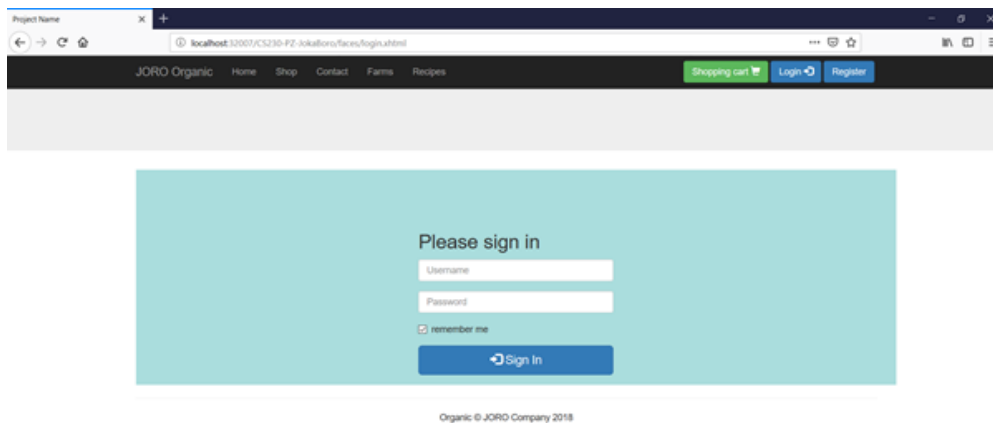 Project Name
localhost:32007/CS230-PZ-JokaBoro/faces/login.xhtml
JORO Organic Home Shop Contact Farms Recipes Shopping cart Login Register
Please sign in
Username
Password
remember me
Sign In
Organic © JORO Company 2018